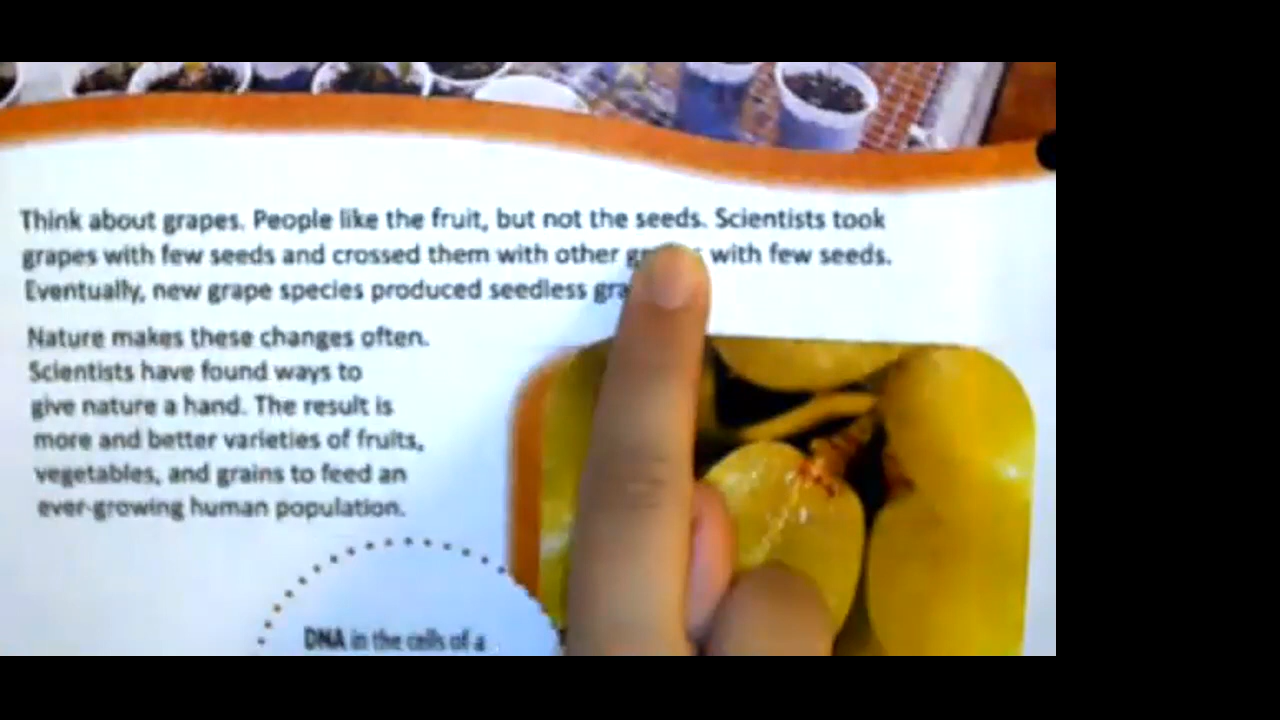 Think about grapes. People like the fruit, but not the seeds. Scientists took
grapes with few seeds and crossed them with other with few seeds.
Eventually, new grape species produced seedless
Nature makes these changes often.
Scientists have found ways to
give nature a hand. The result is
more and better varieties of fruits,
vegetables, and grains to feed an
ever-growing human population.
DNA in the cells of a